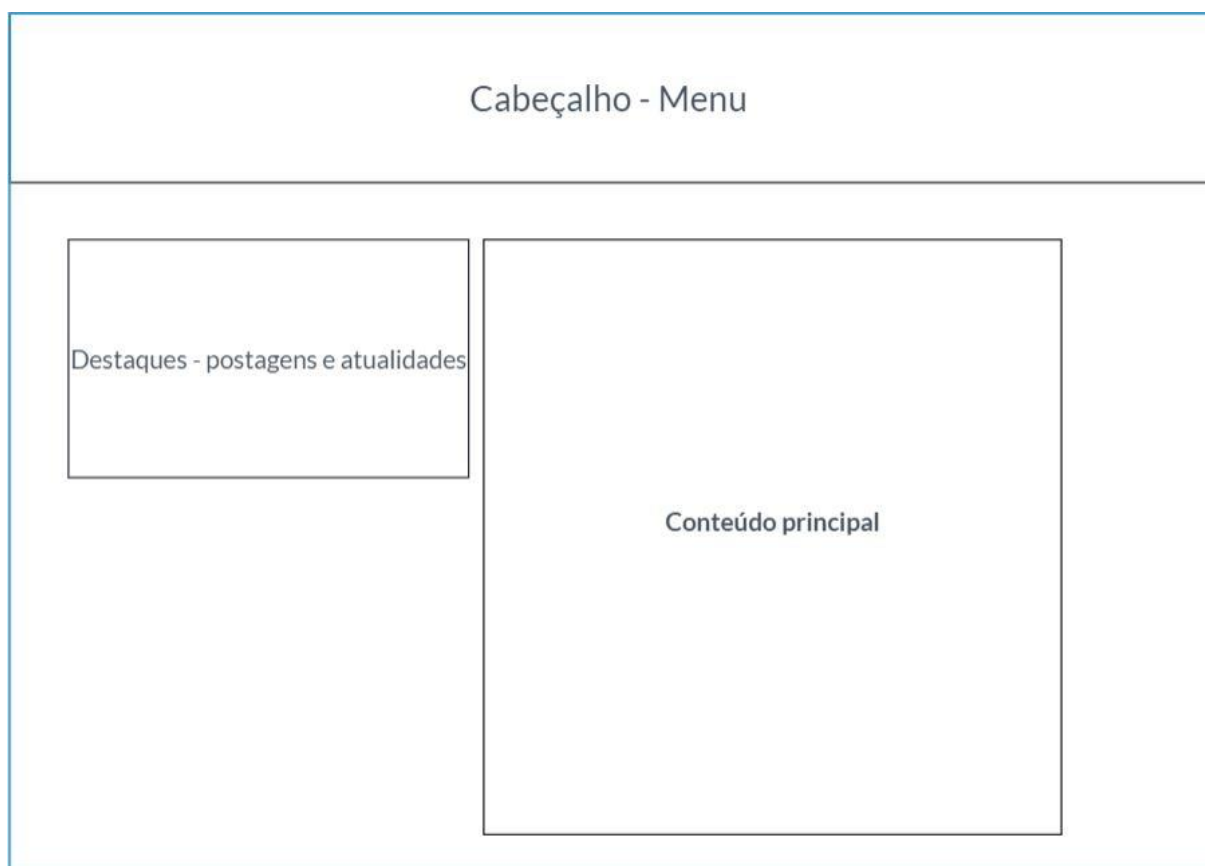 Cabeçalho - Menu
Destaques - postagens e atualidades
Conteúdo principal